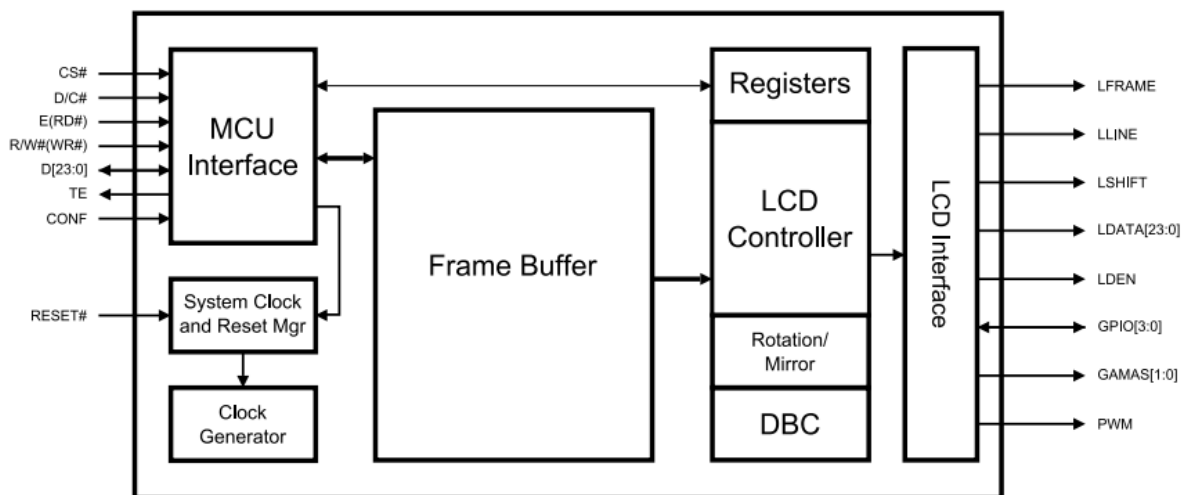 CS#
D/C#
E(RD#)
R/W#(WR#)
D[23:0]
TE
CONF
RESET#
MCU
Interface
System Clock
and Reset Mgr
Clock
Generator
Frame Buffer
Registers
LCD
Controller
Rotation/
Mirror
DBC
LCD Interface
LFRAME
LLINE
LSHIFT
LDATA[23:0]
LDEN
GPIO[3:0]
GAMAS[1:0]
PWM